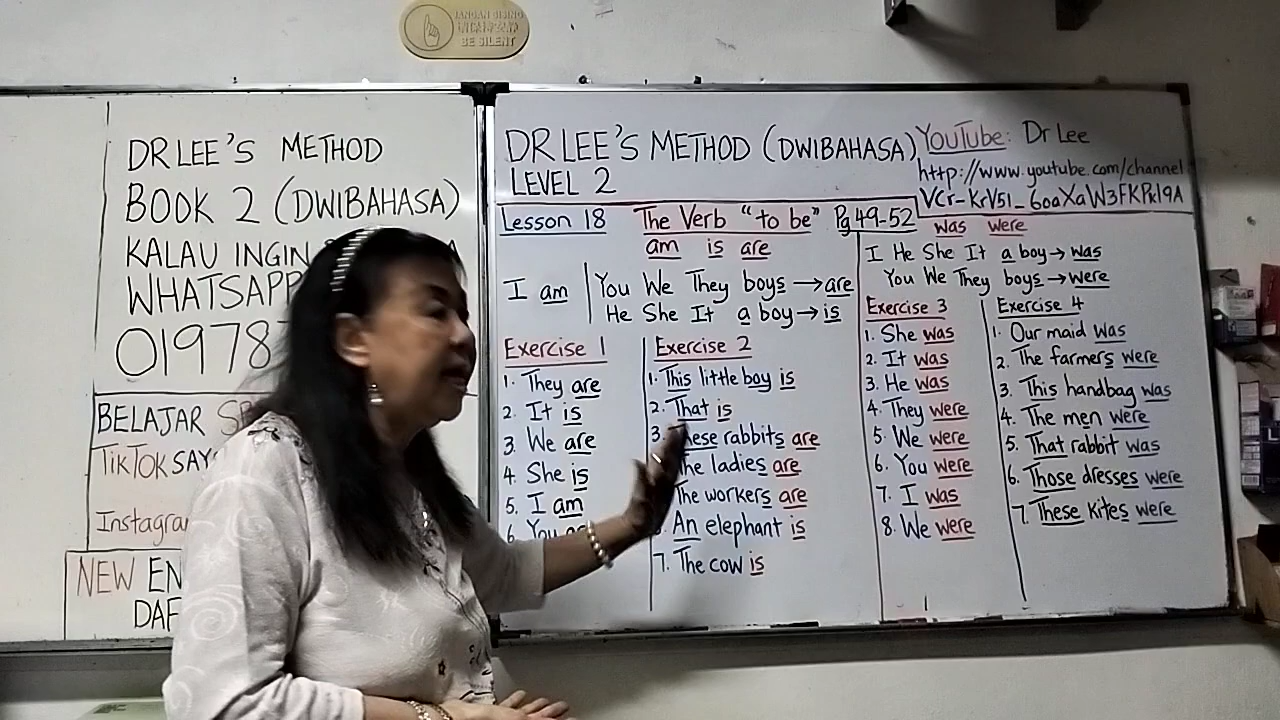 JANGAN BISING
BE SILENT
DR LEE'S METHOD
BOOK 2 (DWIBAHASA)
KALAU INGIN
WHATSAPP
01978
BELAJAR
TikTok
Instagram
NEW EN
DAF
DR LEE'S METHOD (DWIBAHASA)
LEVEL 2
YouTube: Dr Lee
http://www.youtube.com/channel
Lesson 18 The Verb "to be" Pg 49-52
am is are
I am
You We They boys → are
He She It a boy → is
Exercise 1
1. They are
2. It is
3. We are
4. She is
5. I am
6. You
Exercise 2
1. This little boy is
2. That is
3. hese rabbits are
he ladies are
he workers are
An elephant is
7. The cow is
was were
I He She It a boy → was
You We They boys → were
Exercise 3
1. She was
2. It was
3. He was
4. They were
5. We were
6. You were
7. I was
8. We were
Exercise 4
1. Our maid was
2. The farmers were
3. This handbag was
4. The men were
5. That rabbit was
6. Those dresses were
7. These kites were